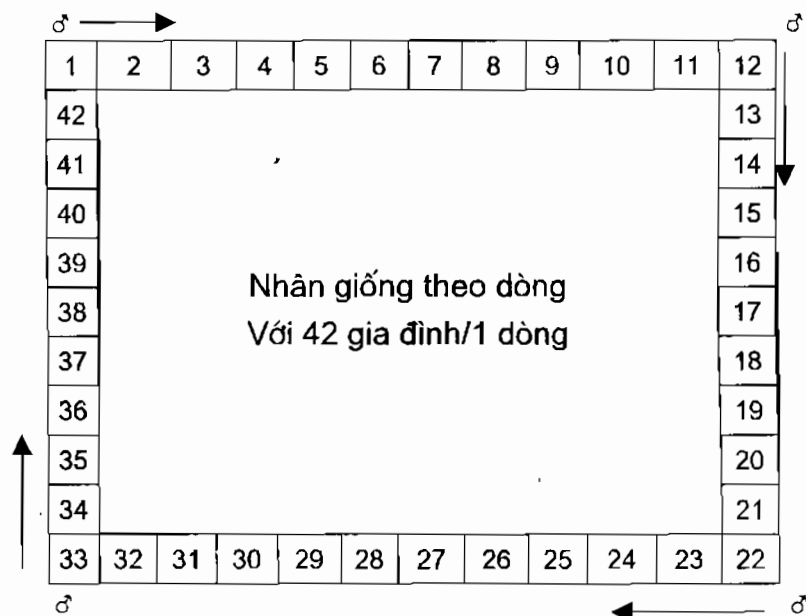 ♂ ♂
1 2 3 4 5 6 7 8 9 10 11 12
42 13
41 14
40 15
39 16
38 17
37 18
36 19
35 20
34 21
Nhân giống theo dòng
Với 42 gia đình/1 dòng
33 32 31 30 29 28 27 26 25 24 23 22
♂ ♂